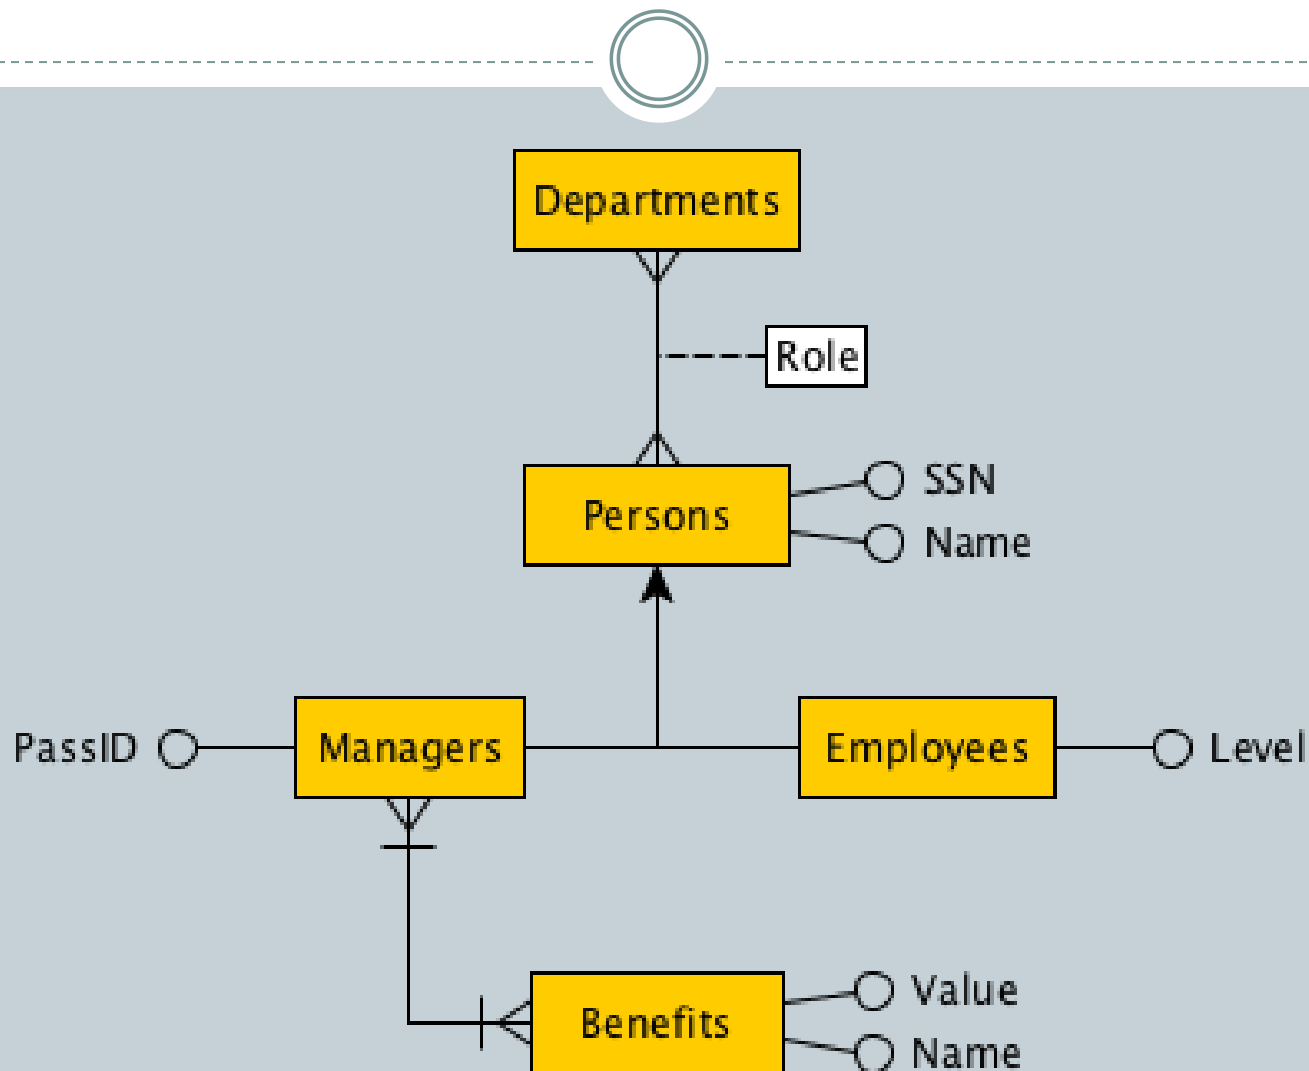 Departments
Role
Persons
SSN
Name
PassID
Managers
Employees
Level
Benefits
Value
Name